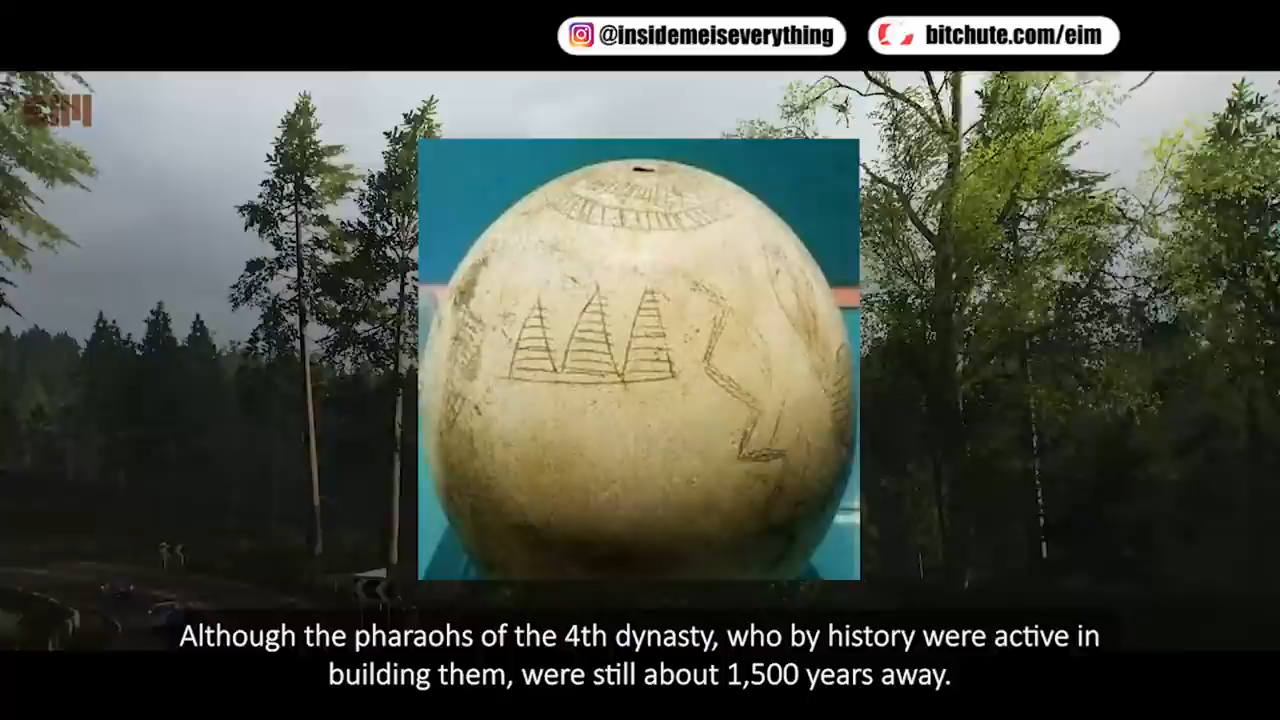 @insidemeiseverything
bitchute.com/eim
EIM
Although the pharaohs of the 4th dynasty, who by history were active in
building them, were still about 1,500 years away.